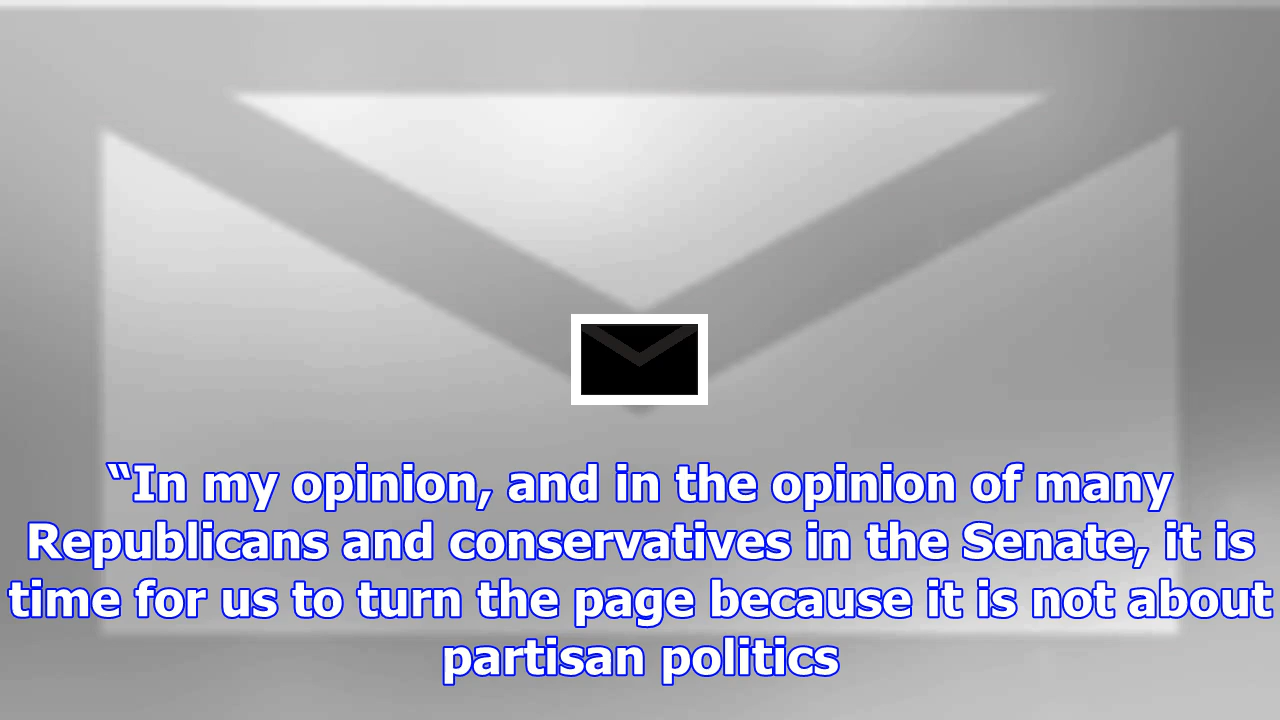 “In my opinion, and in the opinion of many
Republicans and conservatives in the Senate, it is
time for us to turn the page because it is not about
partisan politics